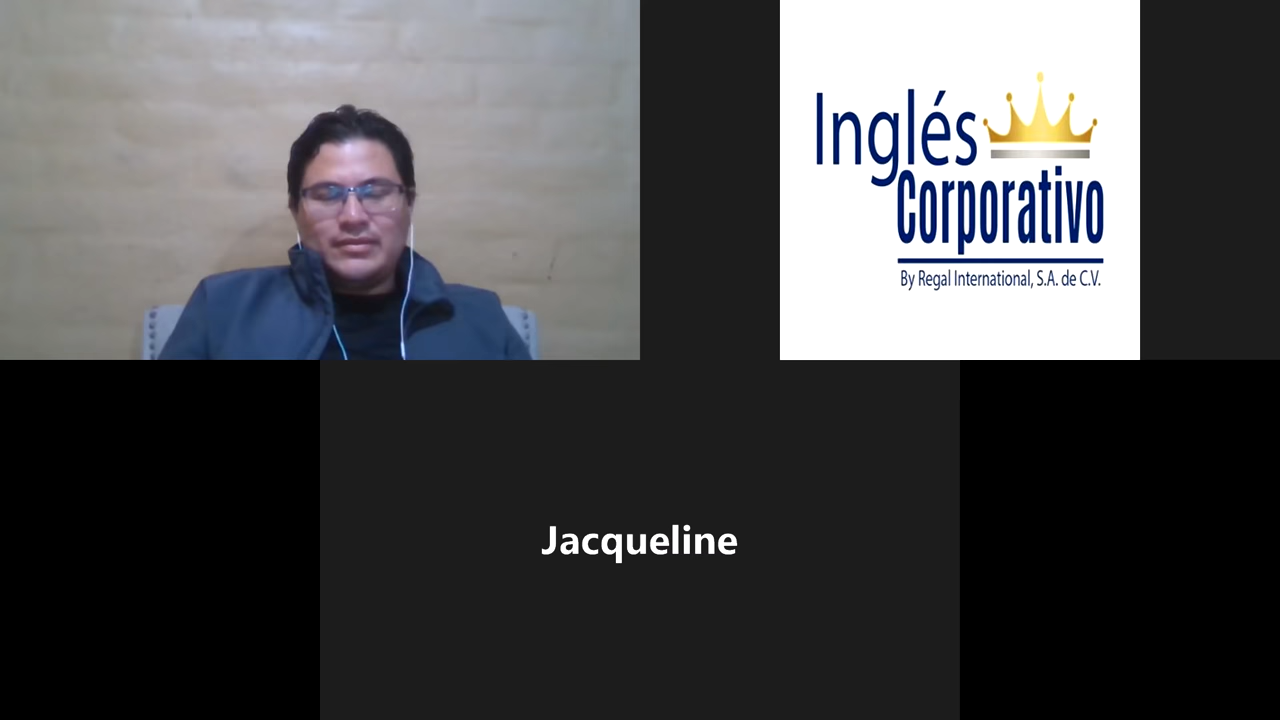 Inglés
Corporativo
By Regal International, S.A. de C.V.
Jacqueline